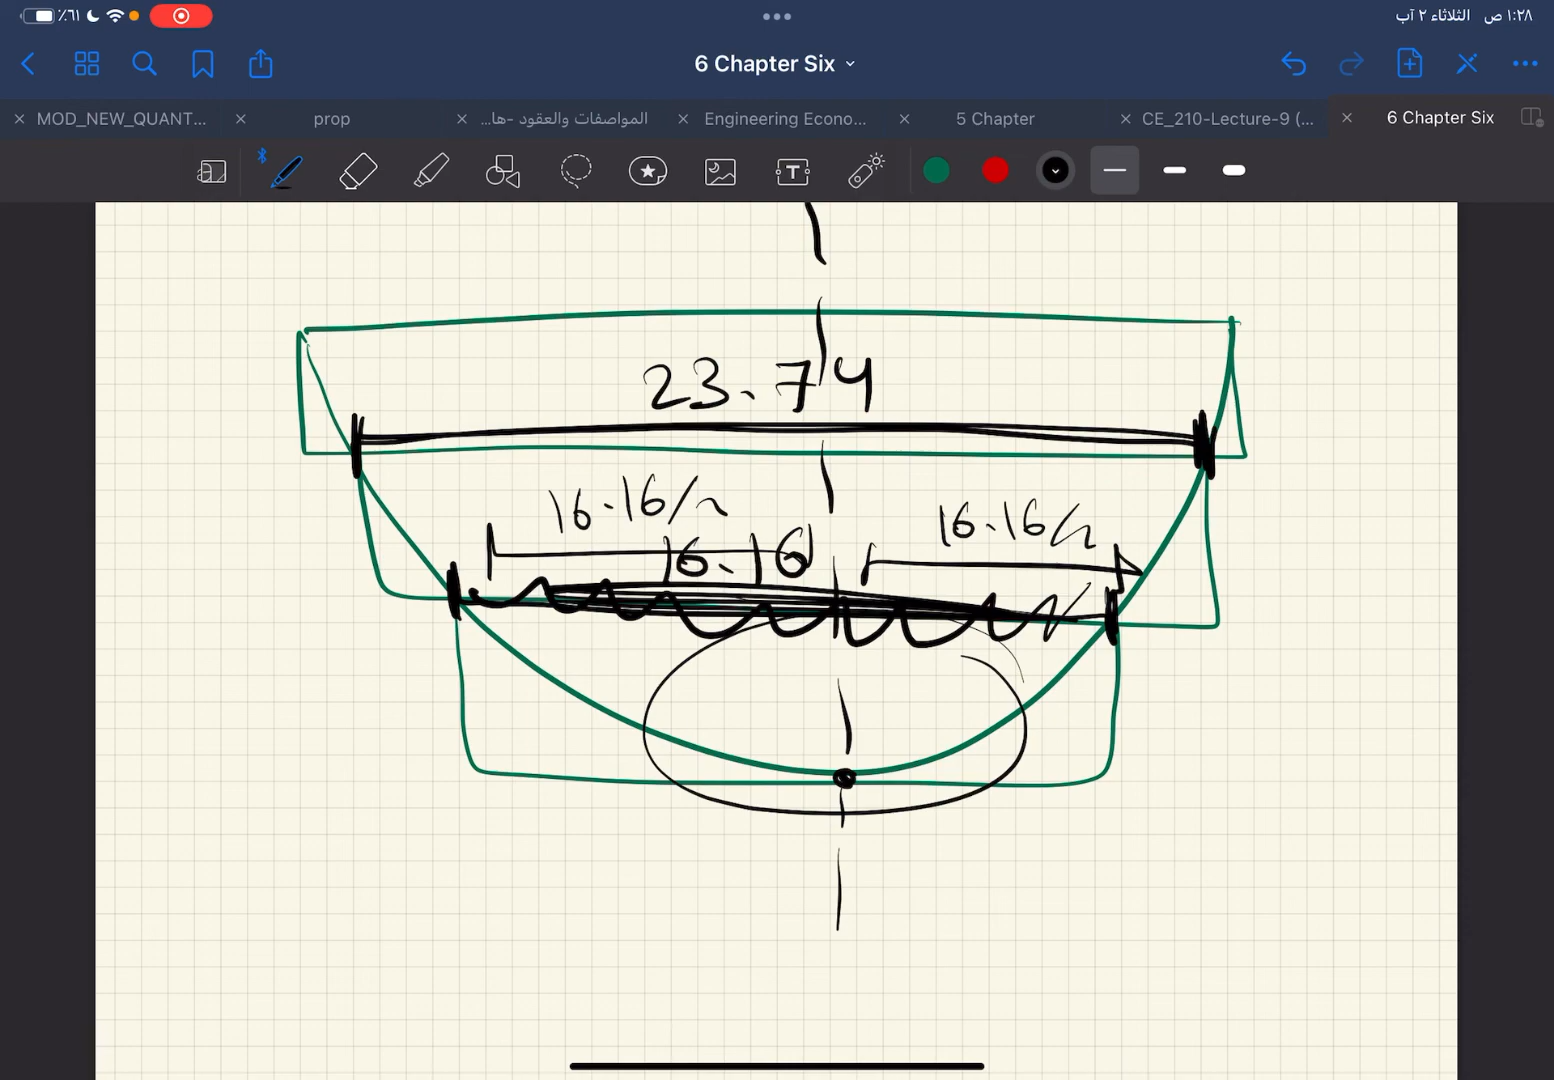 ٪٦١
١:٢٨ ص الثلاثاء ٢ آب
6 Chapter Six
MOD_NEW_QUANT...
prop
المواصفات والعقود -ها...
Engineering Econo...
5 Chapter
CE_210-Lecture-9 (...
6 Chapter Six
23.74
16.16/2
16.16/2
16.16